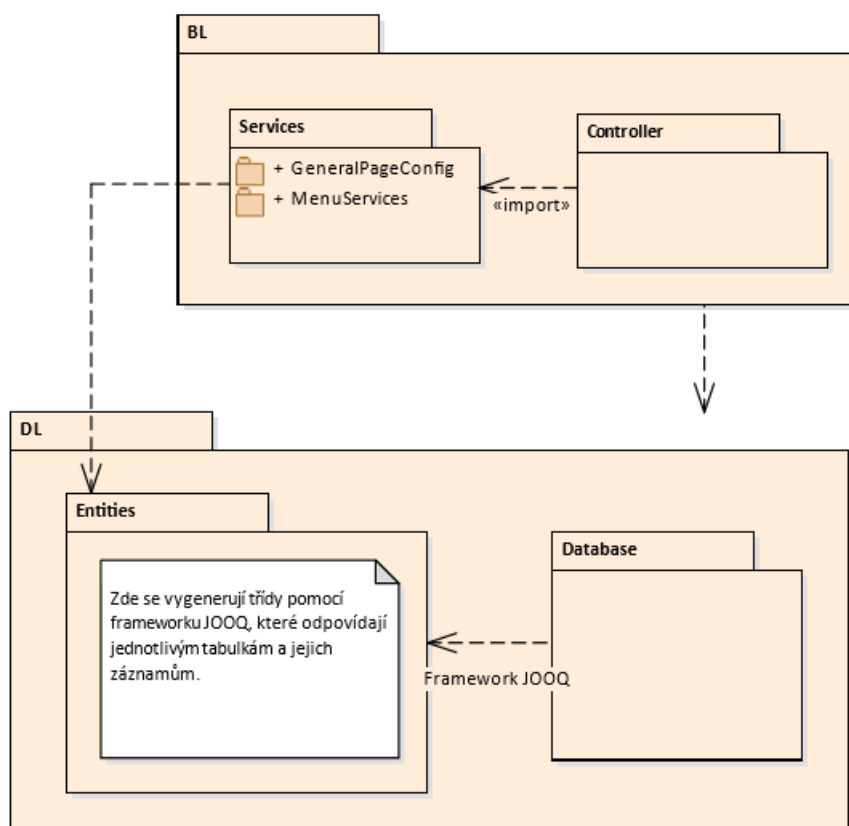 BL
Services
+ GeneralPageConfig
+ MenuServices
Controller
«import»
DL
Entities
Zde se vygenerují třídy pomocí
frameworku JOOQ, které odpovídají
jednotlivým tabulkám a jejich
záznamům.
Database
Framework JOOQ